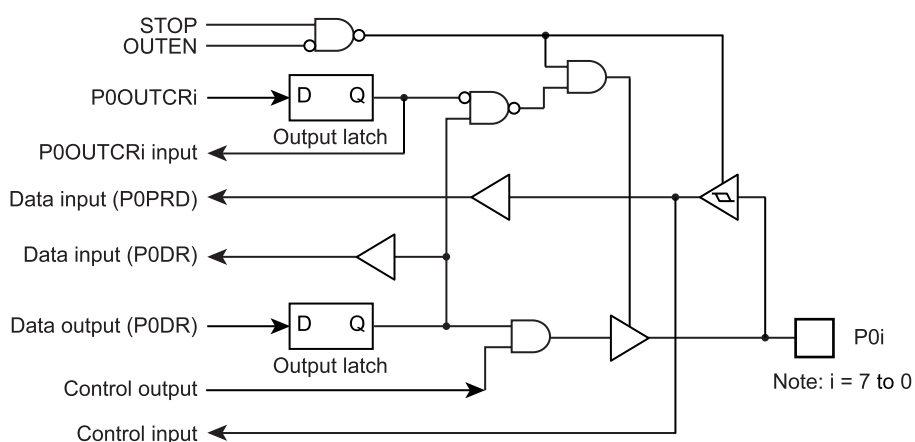 STOP
OUTEN
P0OUTCRi
D Q
Output latch
P0OUTCRi input
Data input (P0PRD)
Data input (P0DR)
Data output (P0DR)
D Q
Output latch
P0i
Note: i = 7 to 0
Control output
Control input